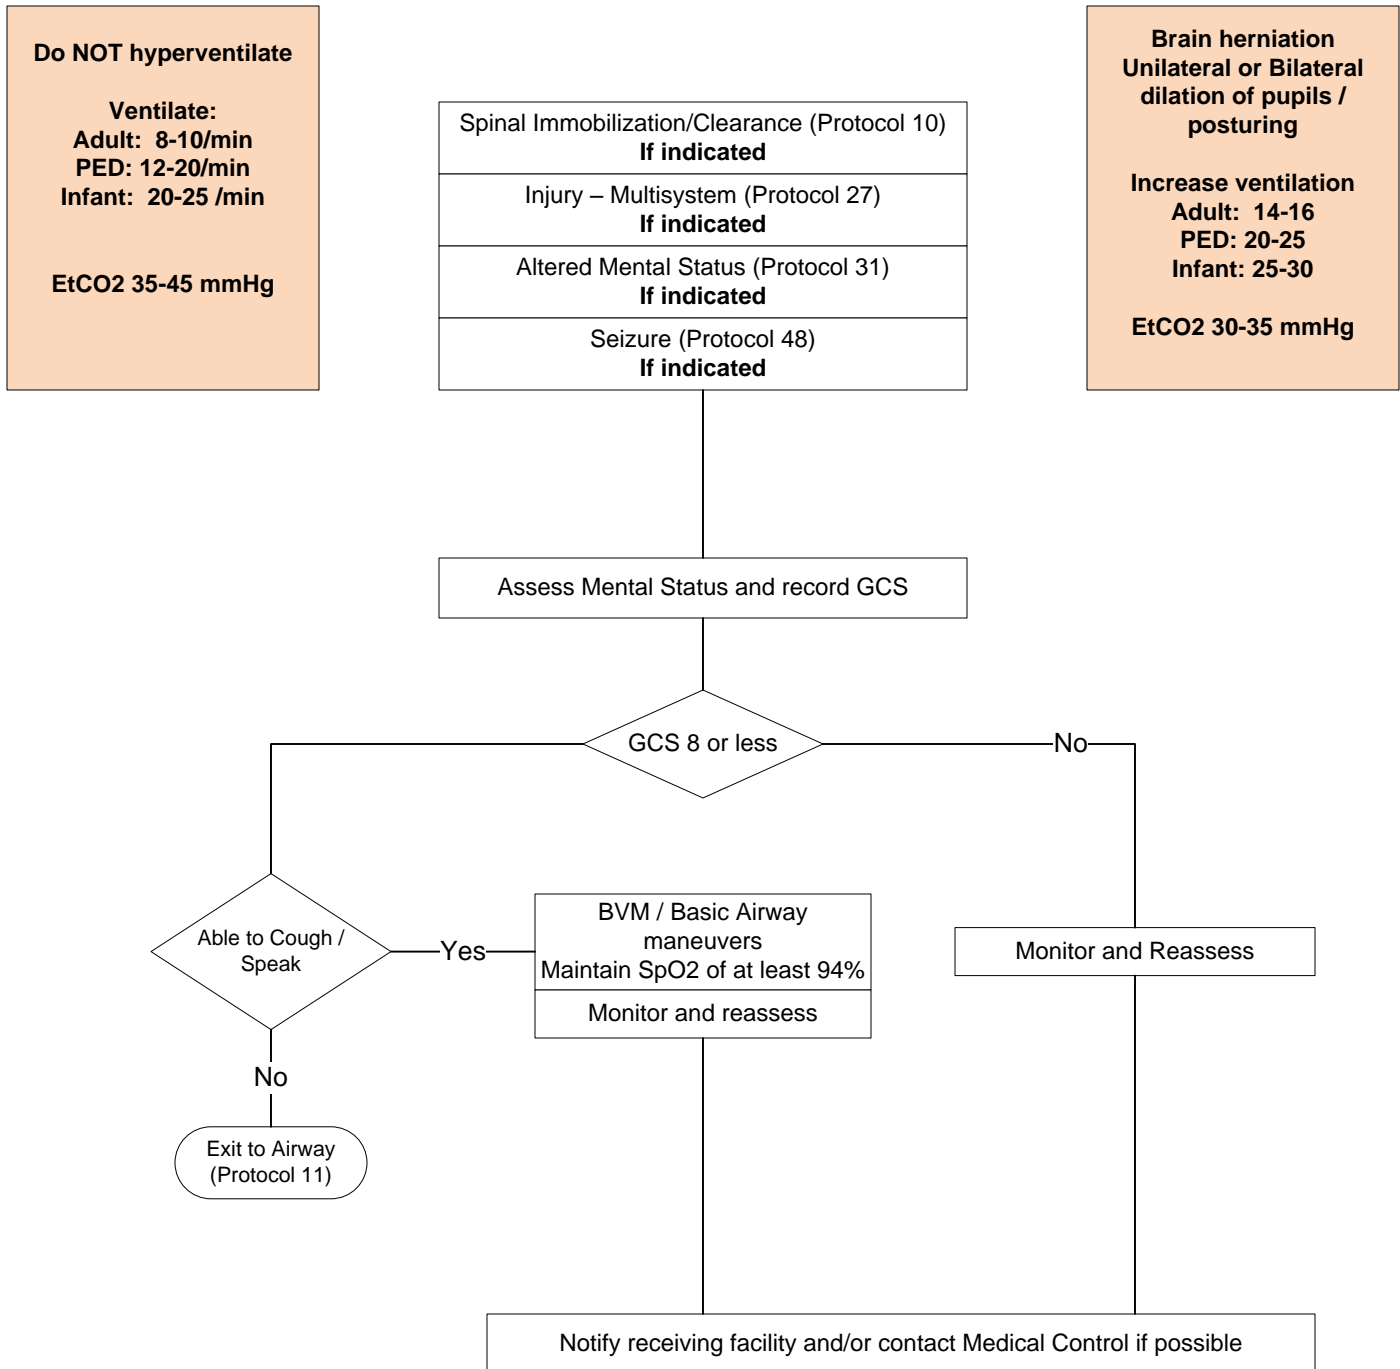 Do NOT hyperventilate
Ventilate:
Adult: 8-10/min
PED: 12-20/min
Infant: 20-25 /min
EtCO2 35-45 mmHg
Brain herniation
Unilateral or Bilateral
dilation of pupils /
posturing
Increase ventilation
Adult: 14-16
PED: 20-25
Infant: 25-30
EtCO2 30-35 mmHg
Spinal Immobilization/Clearance (Protocol 10)
If indicated
Injury – Multisystem (Protocol 27)
If indicated
Altered Mental Status (Protocol 31)
If indicated
Seizure (Protocol 48)
If indicated
Assess Mental Status and record GCS
GCS 8 or less
No
Able to Cough /
Speak
Yes
BVM / Basic Airway
maneuvers
Maintain SpO2 of at least 94%
Monitor and reassess
Monitor and Reassess
No
Exit to Airway
(Protocol 11)
Notify receiving facility and/or contact Medical Control if possible